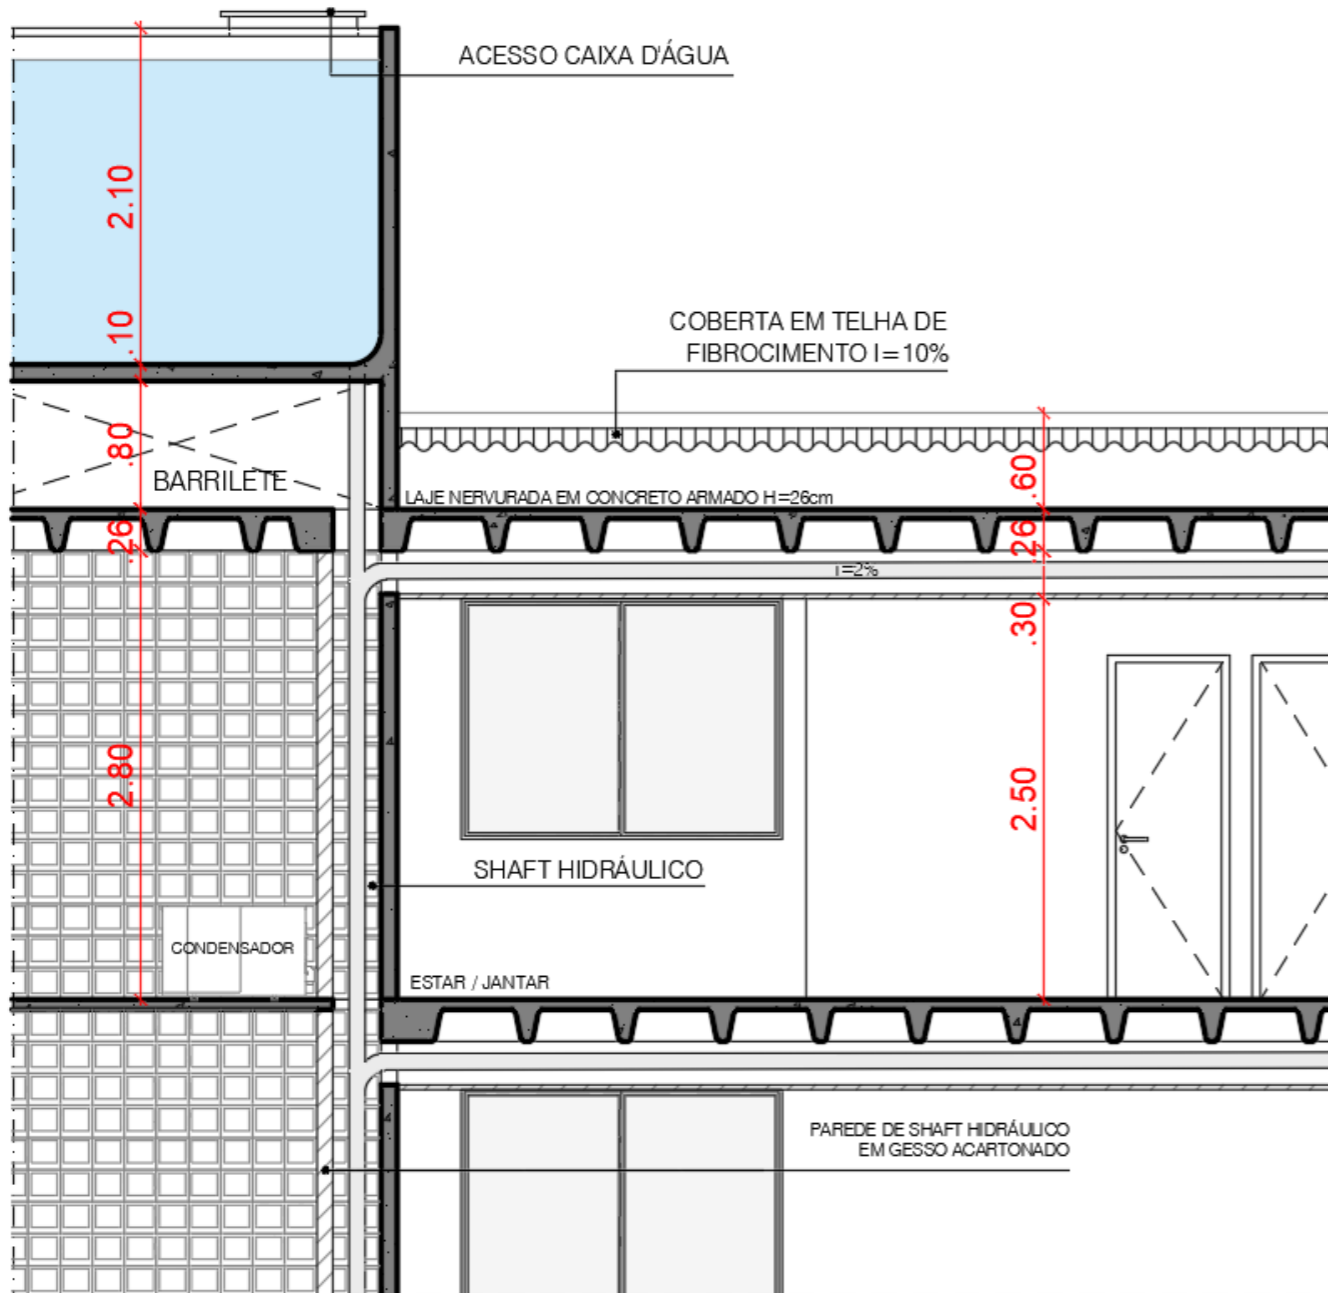 ACESSO CAIXA D'ÁGUA
2.10
.10
COBERTA EM TELHA DE
FIBROCIMENTO I=10%
.80
BARRILETE
.60
LAJE NERVURADA EM CONCRETO ARMADO H=26cm
.26
.26
i=2%
.30
2.80
2.50
SHAFT HIDRÁULICO
CONDENSADOR
ESTAR / JANTAR
PAREDE DE SHAFT HIDRÁULICO
EM GESSO ACARTONADO